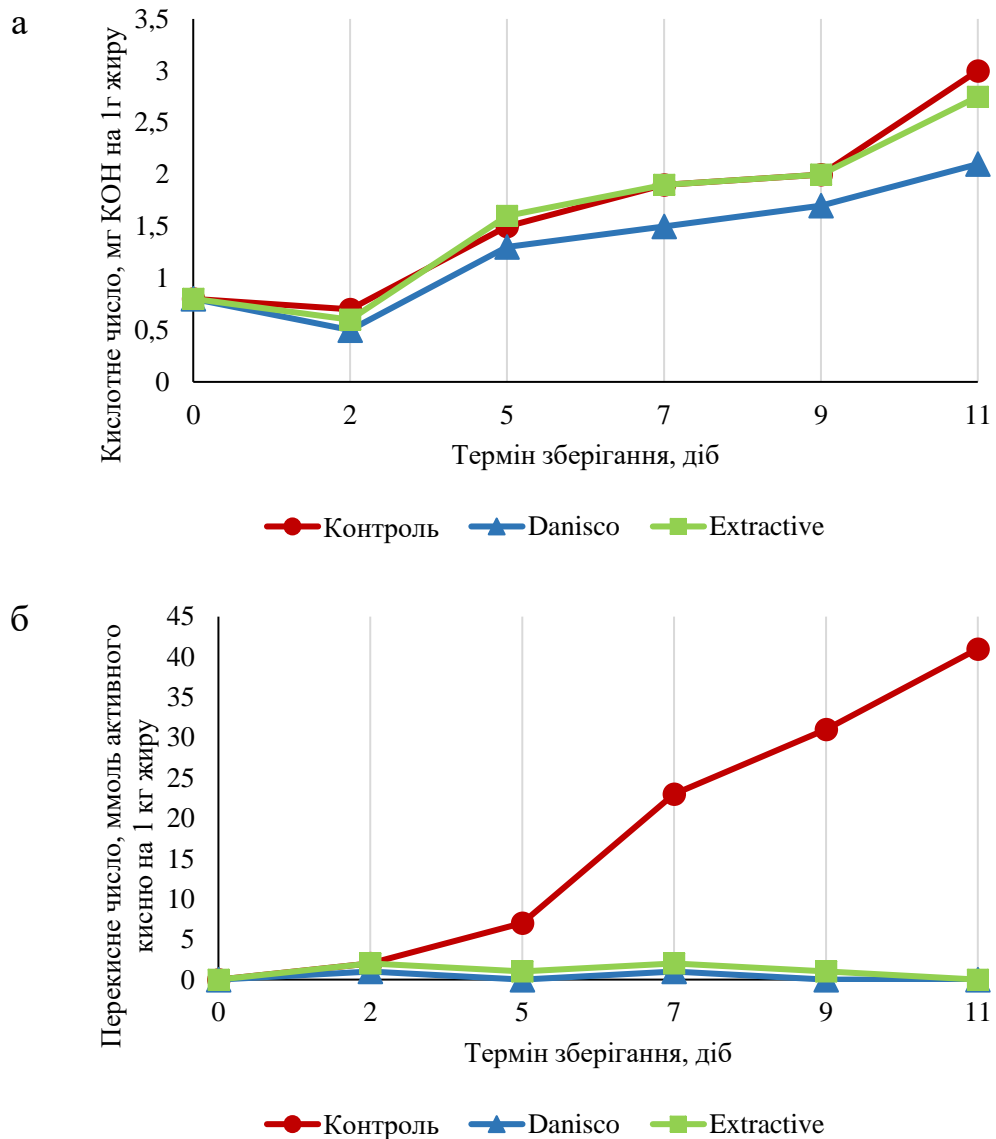 а
Кислотне число, мг КОН на 1г жиру
3,5
3
2,5
2
1,5
1
0,5
0
0 2 5 7 9 11
Термін зберігання, діб
Контроль Danisco Extractive
б
Перекисне число, ммоль активного
кисню на 1 кг жиру
45
40
35
30
25
20
15
10
5
0
0 2 5 7 9 11
Термін зберігання, діб
Контроль Danisco Extractive